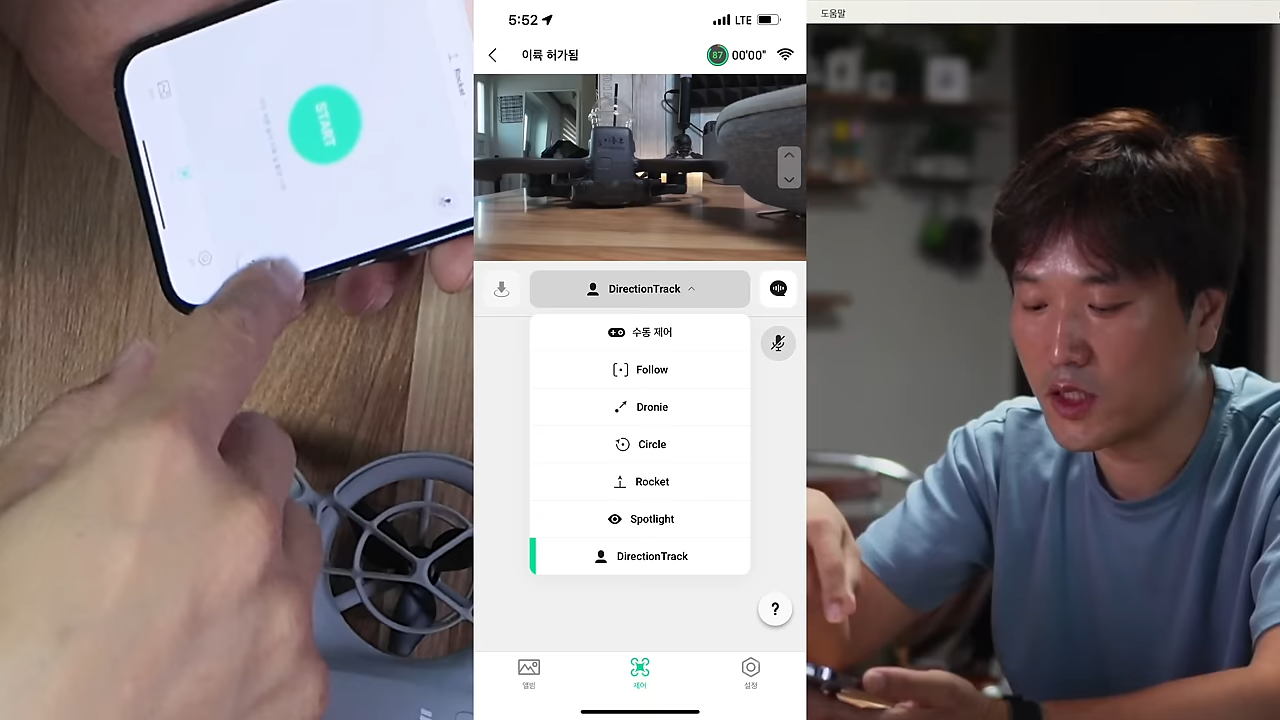 START
Rocket
5:52
LTE
이륙 허가됨
87
00'00"
DirectionTrack
수동 제어
Follow
Dronie
Circle
Rocket
Spotlight
DirectionTrack
?
앨범
제어
설정
도움말